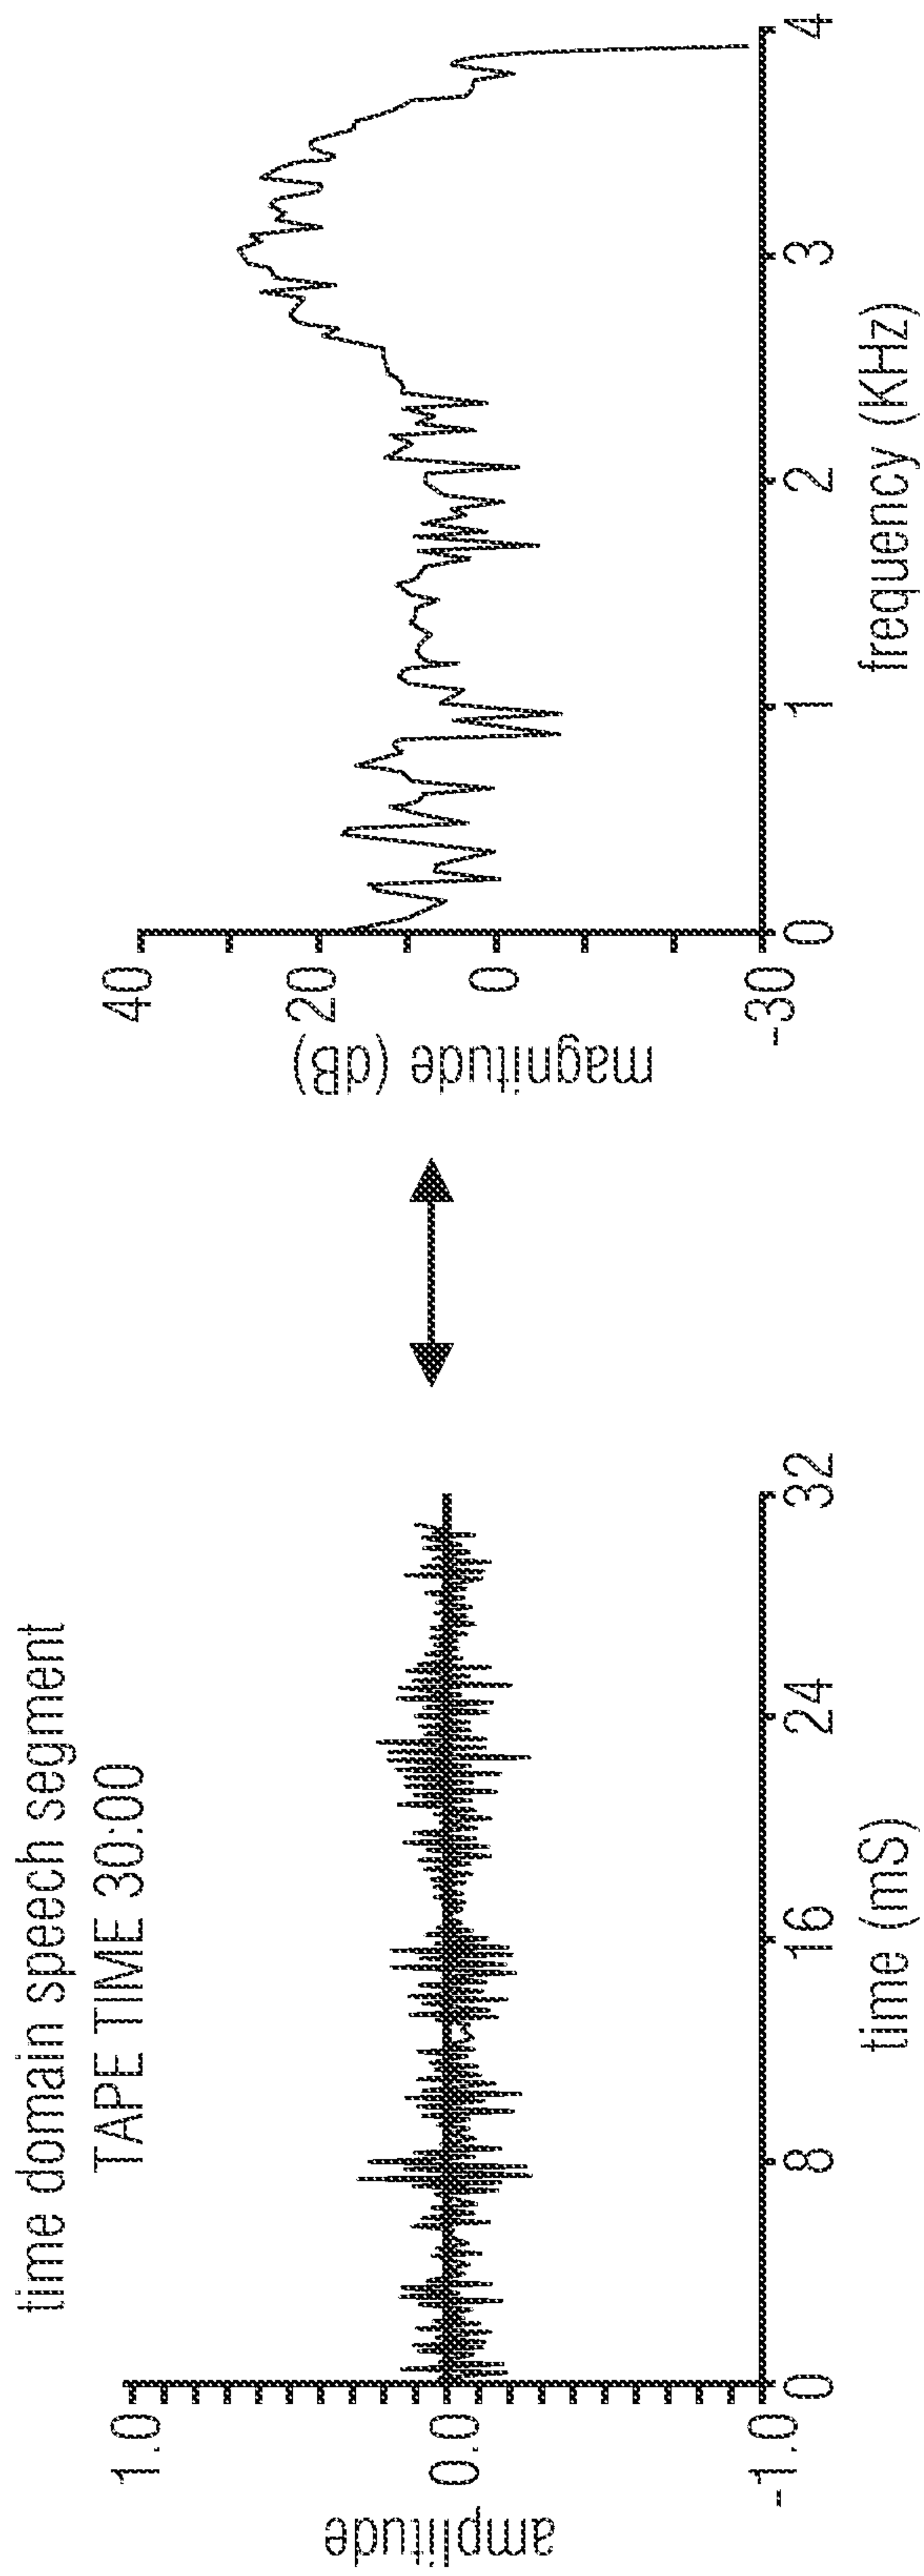 time domain speech segment
TAPE TIME 30:00
amplitude
1.0
0.0
-1.0
0
8
16
24
32
time (mS)
magnitude (dB)
40
20
0
-30
0
1
2
3
4
frequency (KHz)